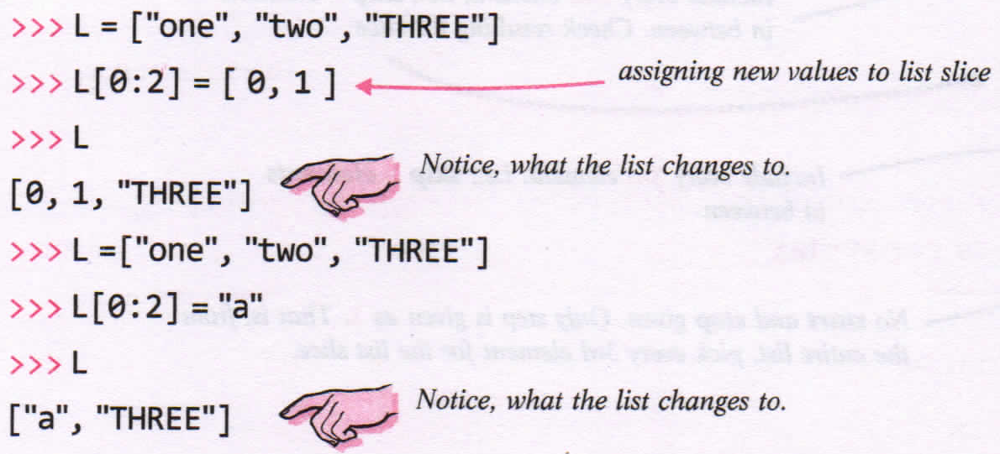 >>> L = ["one", "two", "THREE"]
>>> L[0:2] = [ 0, 1 ]
assigning new values to list slice
>>> L
Notice, what the list changes to.
[0, 1, "THREE"]
>>> L =["one", "two", "THREE"]
>>> L[0:2] = "a"
>>> L
Notice, what the list changes to.
["a", "THREE"]